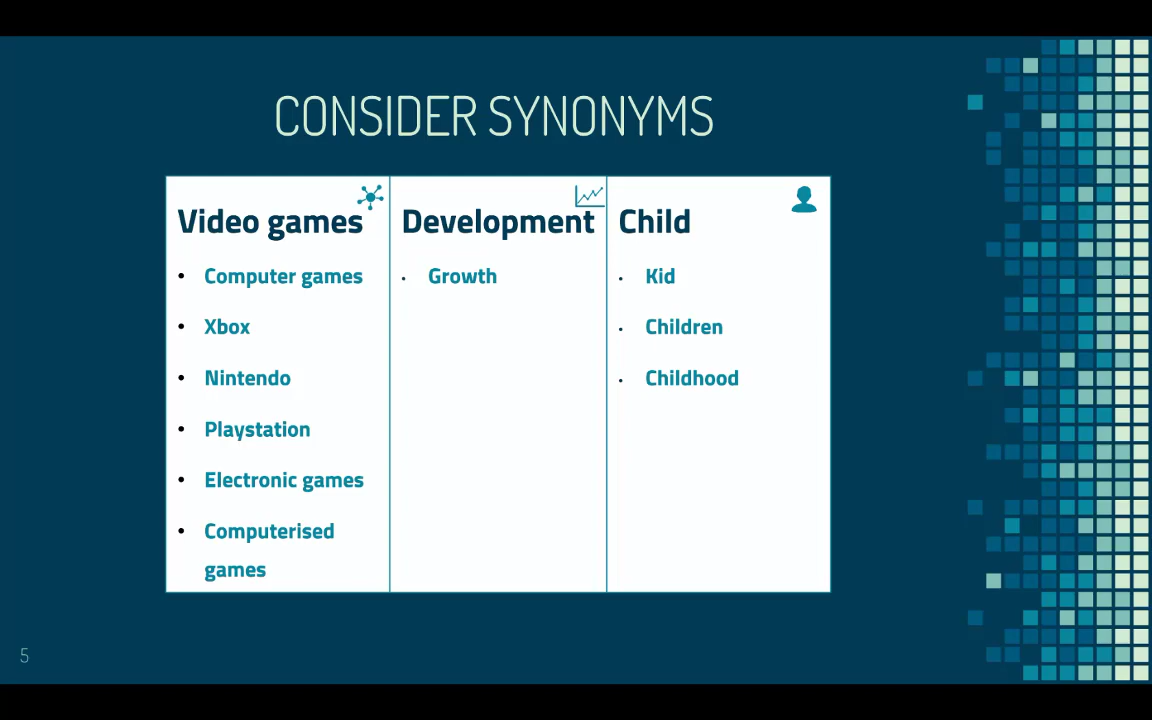 CONSIDER SYNONYMS
Video games
• Computer games
• Xbox
• Nintendo
• Playstation
• Electronic games
• Computerised
games
Development
• Growth
Child
• Kid
• Children
• Childhood
5